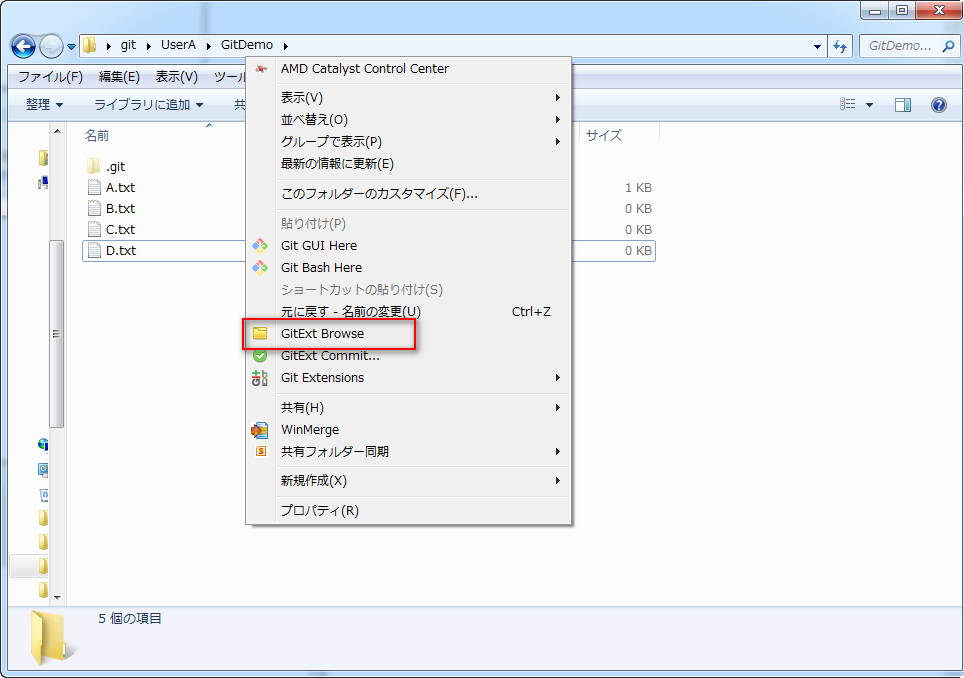 git UserA GitDemo
GitDemo...
ファイル(F) 編集(E) 表示(V) ツール
整理 ライブラリに追加 共
名前 サイズ
.git
A.txt 1 KB
B.txt 0 KB
C.txt 0 KB
D.txt 0 KB
AMD Catalyst Control Center
表示(V)
並べ替え(O)
グループで表示(P)
最新の情報に更新(E)
このフォルダーのカスタマイズ(F)...
貼り付け(P)
Git GUI Here
Git Bash Here
ショートカットの貼り付け(S)
元に戻す - 名前の変更(U) Ctrl+Z
GitExt Browse
GitExt Commit...
Git Extensions
共有(H)
WinMerge
共有フォルダー同期
新規作成(X)
プロパティ(R)
5 個の項目